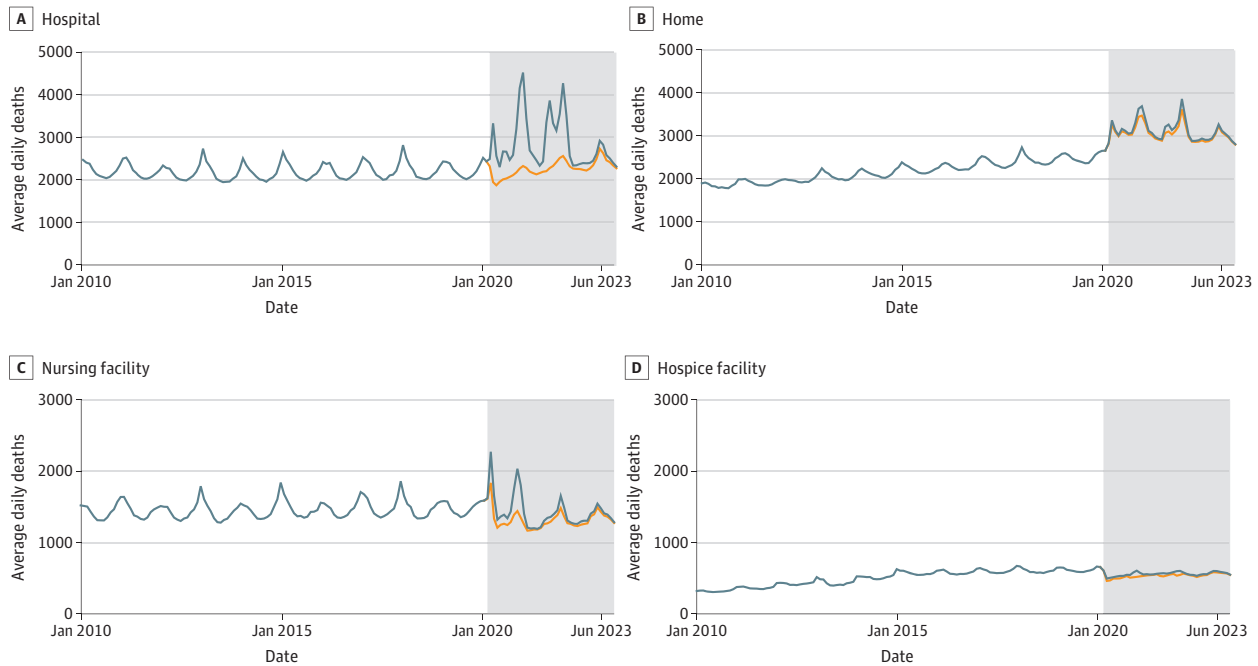 A Hospital
5000
4000
3000
2000
1000
0
Average daily deaths
Jan 2010 Jan 2015 Jan 2020 Jun 2023
Date
B Home
5000
4000
3000
2000
1000
0
Average daily deaths
Jan 2010 Jan 2015 Jan 2020 Jun 2023
Date
C Nursing facility
3000
2000
1000
0
Average daily deaths
Jan 2010 Jan 2015 Jan 2020 Jun 2023
Date
D Hospice facility
3000
2000
1000
0
Average daily deaths
Jan 2010 Jan 2015 Jan 2020 Jun 2023
Date